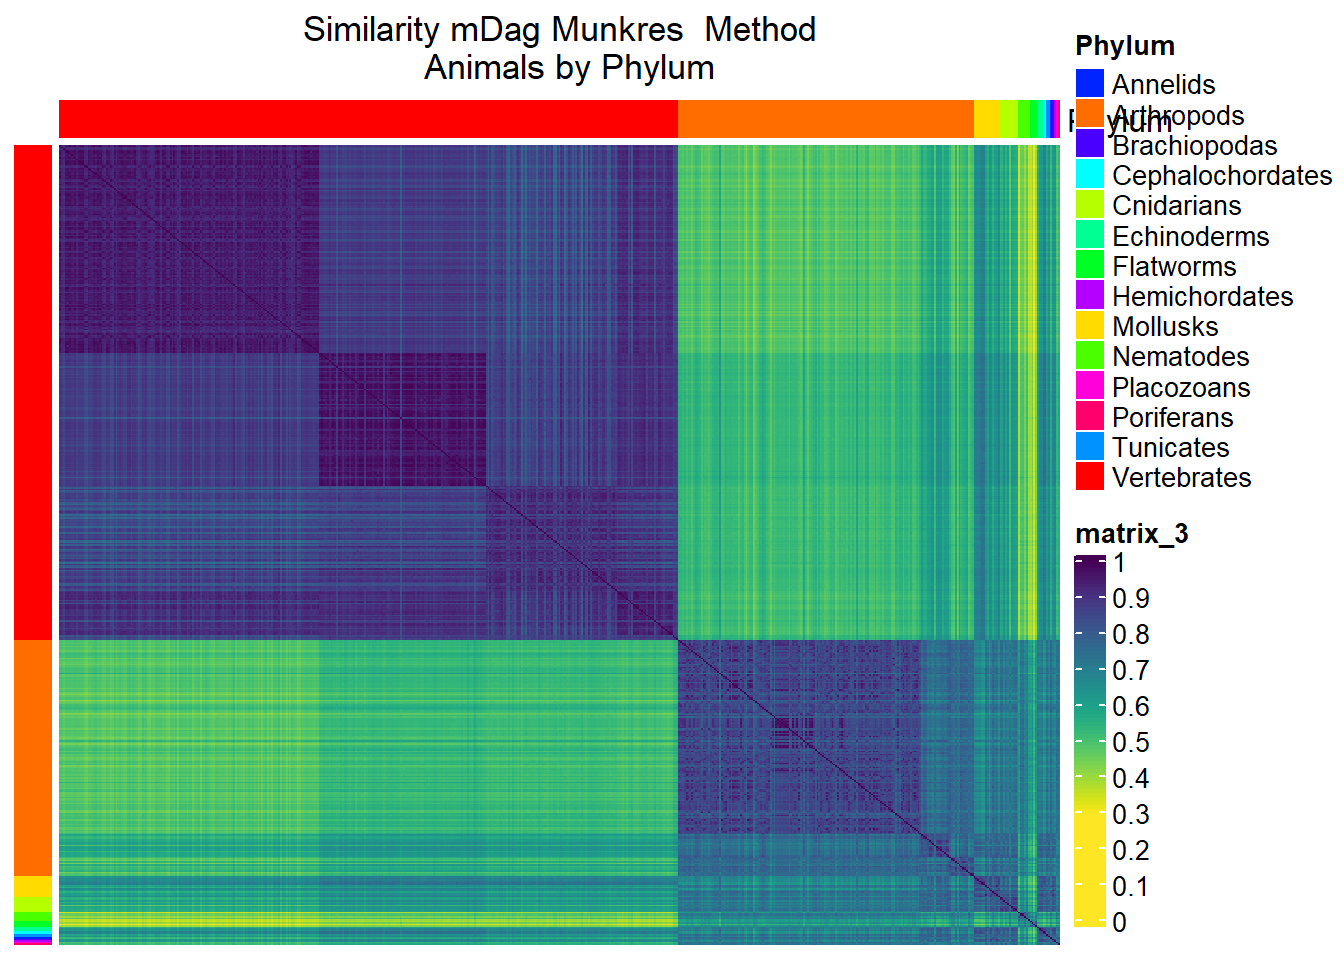 Similarity mDag Munkres  Method
Animals by Phylum
Phylum
Phylum
Annelids
Arthropods
Brachiopodas
Cephalochordates
Cnidarians
Echinoderms
Flatworms
Hemichordates
Mollusks
Nematodes
Placozoans
Poriferans
Tunicates
Vertebrates
matrix_3
1
0.9
0.8
0.7
0.6
0.5
0.4
0.3
0.2
0.1
0